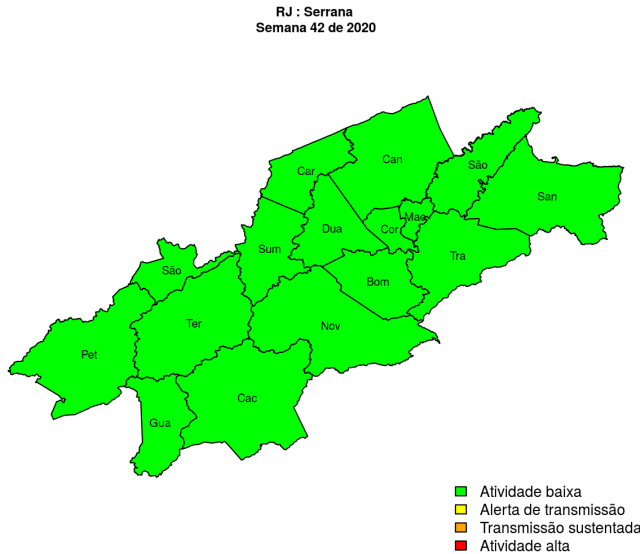 RJ : Serrana
Semana 42 de 2020
Can
São
Car
San
Mac
Dua
Cor
Sum
Tra
São
Bom
Ter
Nov
Pet
Cac
Gua
Atividade baixa
Alerta de transmissão
Transmissão sustentada
Atividade alta